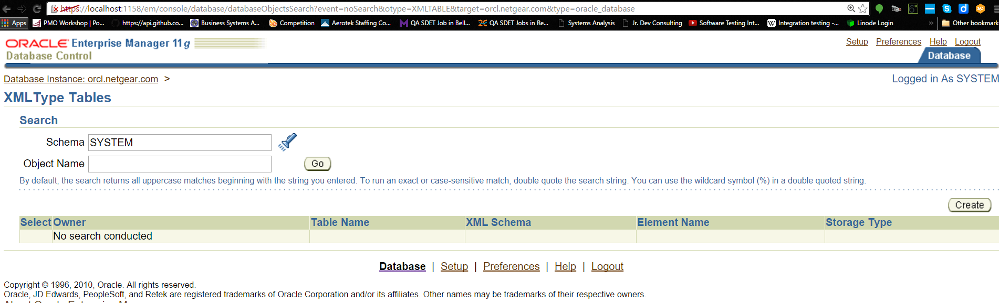 https://localhost:1158/em/console/database/databaseObjectsSearch?event=noSearch&otype=XMLTABLE&target=orcl.netgear.com&type=oracle_database
Apps PMO Workshop | Po... https://api.github.co... Business Systems A... Competition Aerotek Staffing Co... QA SDET Job in Bell... QA SDET Jobs in Re... Systems Analysis Jr. Dev Consulting Software Testing Int... Integration testing -... Linode Login » Other bookmark
ORACLE Enterprise Manager 11g
Database Control
Setup Preferences Help Logout
Database
Database Instance: orcl.netgear.com >
Logged in As SYSTEM
XMLType Tables
Search
Schema SYSTEM
Object Name Go
By default, the search returns all uppercase matches beginning with the string you entered. To run an exact or case-sensitive match, double quote the search string. You can use the wildcard symbol (%) in a double quoted string.
Create
Select Owner Table Name XML Schema Element Name Storage Type
No search conducted
Database | Setup | Preferences | Help | Logout
Copyright © 1996, 2010, Oracle. All rights reserved.
Oracle, JD Edwards, PeopleSoft, and Retek are registered trademarks of Oracle Corporation and/or its affiliates. Other names may be trademarks of their respective owners.